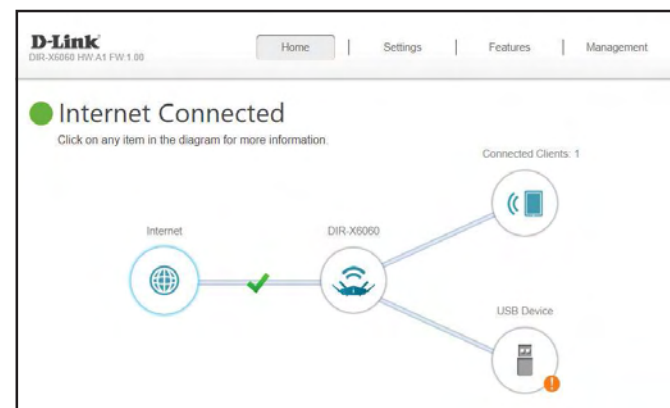 D-Link
DIR-X6060 HW:A1 FW:1.00
Home | Settings | Features | Management
Internet Connected
Click on any item in the diagram for more information.
Connected Clients: 1
Internet
DIR-X6060
USB Device